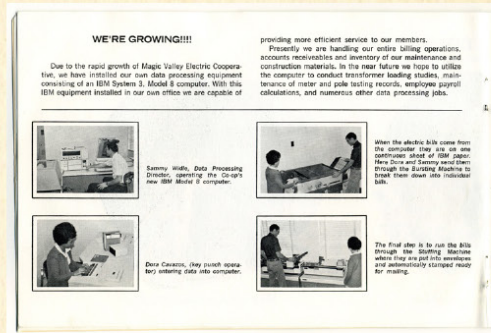 WE'RE GROWING!!!!
Due to the rapid growth of Magic Valley Electric Coopera-
tive, we have installed our own data processing equipment
consisting of an IBM System 3, Model 8 computer. With this
IBM equipment installed in our own office we are capable of
providing more efficient service to our members.
Presently we are handling our entire billing operations,
accounts receivables and inventory of our maintenance and
construction materials. In the near future we hope to utilize
the computer to conduct transformer loading studies, main-
tenance of meter and pole testing records, employee payroll
calculations, and numerous other data processing jobs.
Sammy Widle, Data Processing
Director, operating the Co-op's
new IBM Model 8 computer.
When the electric bills come from
the computer they are on one
continuous sheet of IBM paper.
Here Dora and Sammy send them
through the Bursting Machine to
break them down into individual
bills.
Dora Cavazos, (key punch opera-
tor) entering data into computer.
The final step is to run the bills
through the Stuffing Machine
where they are put into envelopes
and automatically stamped ready
for mailing.